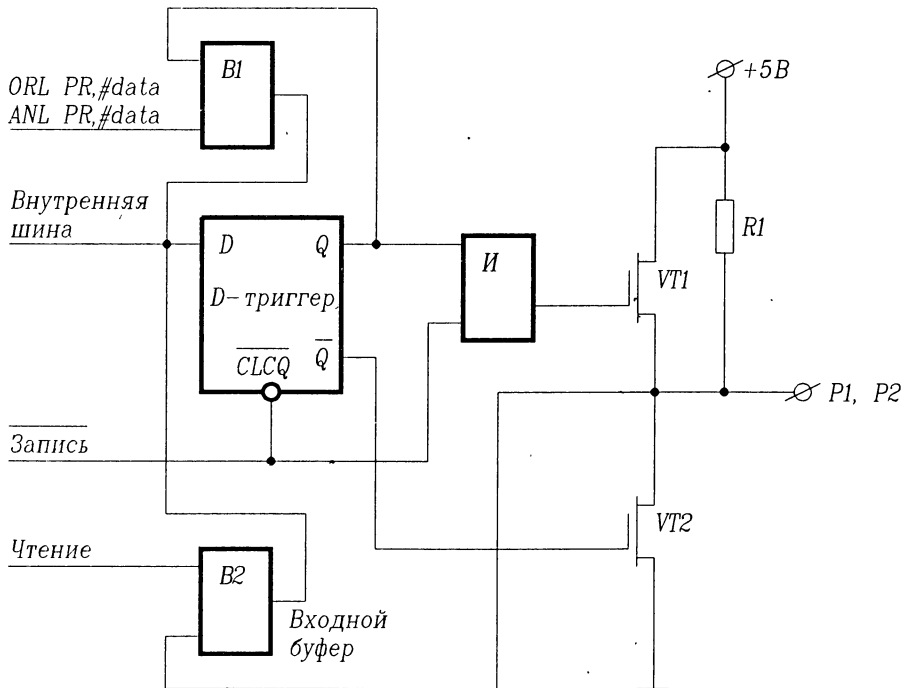 B1
+5В
ORL PR,#data
ANL PR,#data
Внутренняя
шина
D Q
И
R1
VT1
D-триггер
CLCQ Q
P1, P2
Запись
VT2
Чтение
B2
Входной
буфер